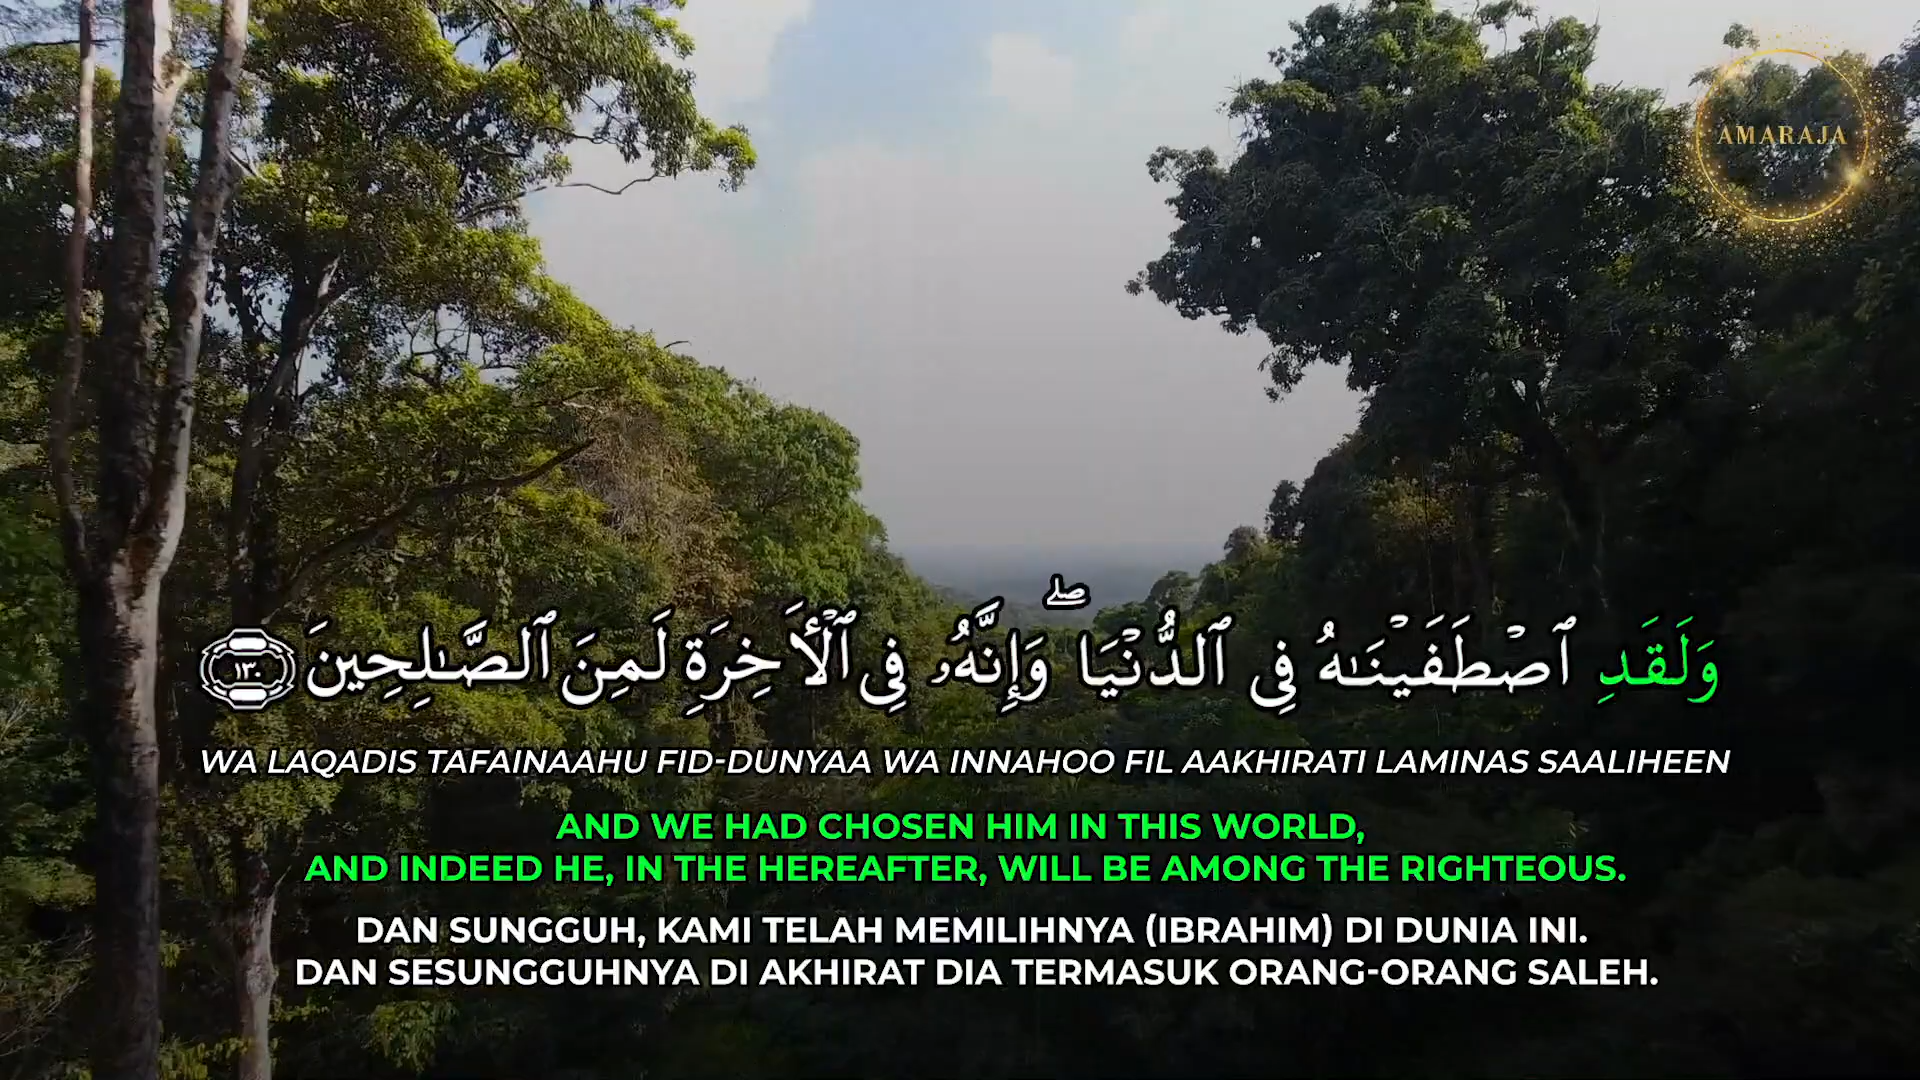 AMARAJA
وَلَقَدِ ٱصْطَفَيْنَـٰهُ فِى ٱلدُّنْيَا ۖ وَإِنَّهُۥ فِى ٱلْـَٔاخِرَةِ لَمِنَ ٱلصَّـٰلِحِينَ ١٣٠
WA LAQADIS TAFAINAAHU FID-DUNYAA WA INNAHOO FIL AAKHIRATI LAMINAS SAALIHEEN
AND WE HAD CHOSEN HIM IN THIS WORLD,
AND INDEED HE, IN THE HEREAFTER, WILL BE AMONG THE RIGHTEOUS.
DAN SUNGGUH, KAMI TELAH MEMILIHNYA (IBRAHIM) DI DUNIA INI.
DAN SESUNGGUHNYA DI AKHIRAT DIA TERMASUK ORANG-ORANG SALEH.